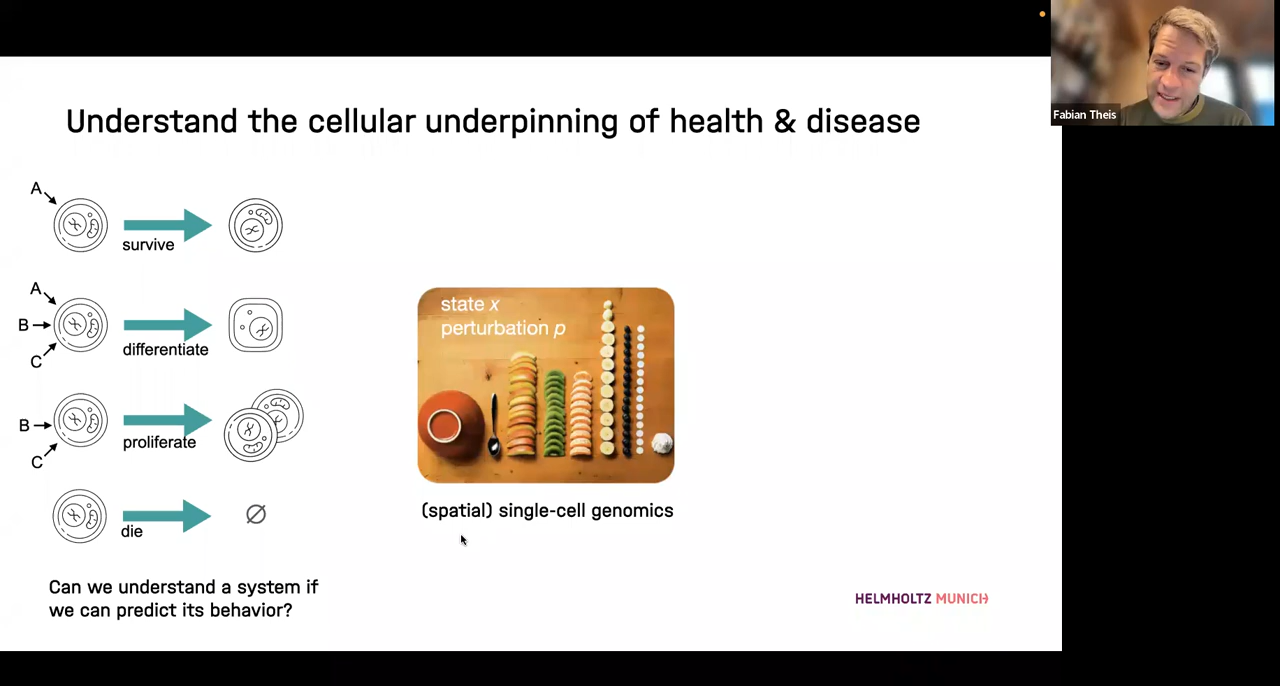 Fabian Theis
Understand the cellular underpinning of health & disease
A
survive
A
B
C
differentiate
B
C
proliferate
die
Ø
Can we understand a system if
we can predict its behavior?
state x
perturbation p
(spatial) single-cell genomics
HELMHOLTZ MUNICH